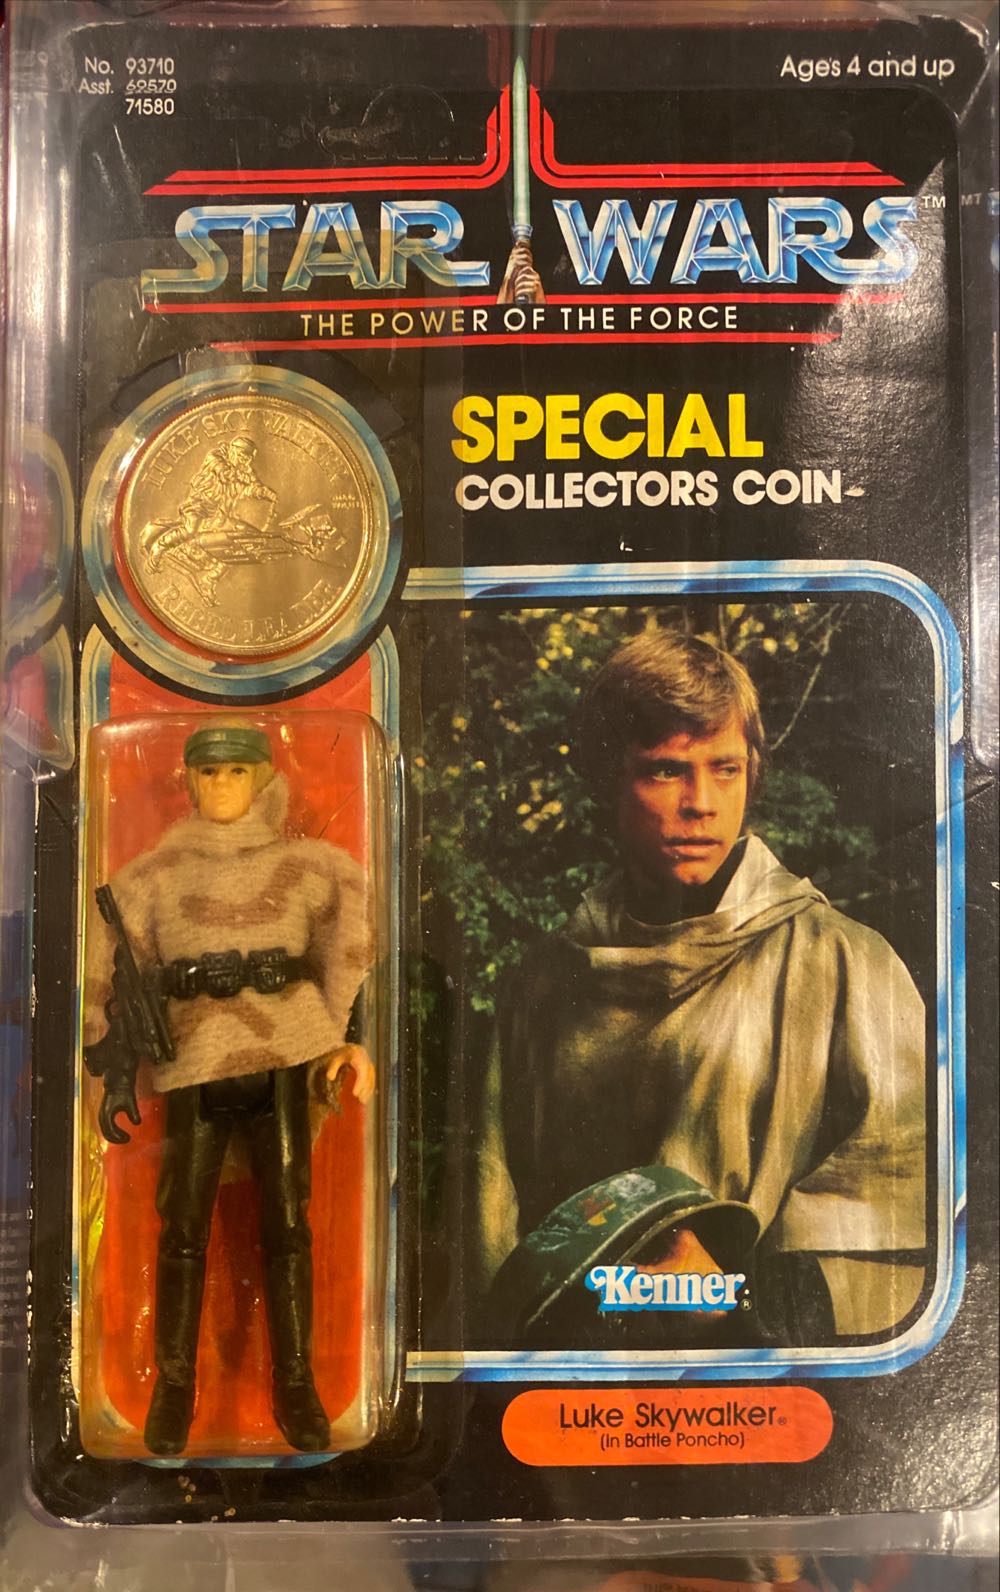 No. 93710
Asst. 69570
71580
Ages 4 and up
STAR WARS TM
THE POWER OF THE FORCE
SPECIAL
COLLECTORS COIN
LUKE SKYWALKER
REBEL LEADER
Kenner®
Luke Skywalker®
(In Battle Poncho)